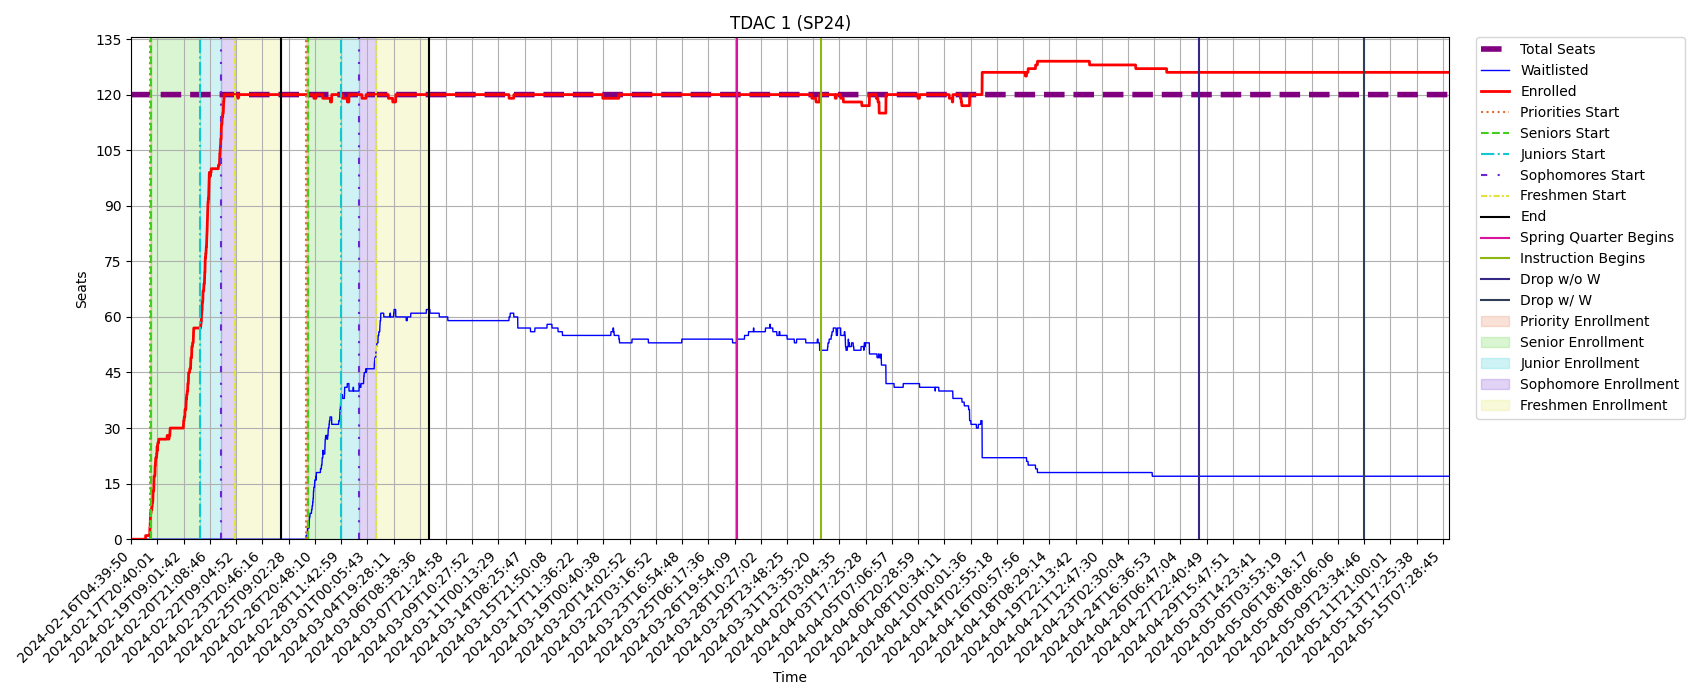 TDAC 1 (SP24)
135
120
105
90
75
60
45
30
15
0
Seats
2024-02-16T04:39:50
2024-02-17T20:40:01
2024-02-19T09:01:42
2024-02-20T21:08:46
2024-02-22T09:04:52
2024-02-23T20:46:16
2024-02-25T09:02:28
2024-02-26T20:48:10
2024-02-28T11:42:59
2024-03-01T00:05:43
2024-03-04T19:28:11
2024-03-06T08:38:36
2024-03-07T21:24:58
2024-03-09T10:27:52
2024-03-11T00:13:29
2024-03-14T08:25:47
2024-03-15T21:50:08
2024-03-17T11:36:22
2024-03-19T00:40:38
2024-03-20T14:02:52
2024-03-22T03:16:52
2024-03-23T16:54:48
2024-03-25T06:17:36
2024-03-26T19:54:09
2024-03-28T10:27:02
2024-03-29T23:48:25
2024-03-31T13:35:20
2024-04-02T03:04:35
2024-04-03T17:25:28
2024-04-05T07:06:57
2024-04-06T20:28:59
2024-04-08T10:34:11
2024-04-10T00:01:36
2024-04-14T02:55:18
2024-04-16T00:57:56
2024-04-18T08:29:14
2024-04-19T22:13:42
2024-04-21T12:47:30
2024-04-23T02:30:04
2024-04-24T16:36:53
2024-04-26T06:47:04
2024-04-27T22:40:49
2024-04-29T15:47:51
2024-05-03T14:23:41
2024-05-05T03:53:19
2024-05-06T18:18:17
2024-05-08T08:06:06
2024-05-09T23:34:46
2024-05-11T21:00:01
2024-05-13T17:25:38
2024-05-15T07:28:45
Time
Total Seats
Waitlisted
Enrolled
Priorities Start
Seniors Start
Juniors Start
Sophomores Start
Freshmen Start
End
Spring Quarter Begins
Instruction Begins
Drop w/o W
Drop w/ W
Priority Enrollment
Senior Enrollment
Junior Enrollment
Sophomore Enrollment
Freshmen Enrollment